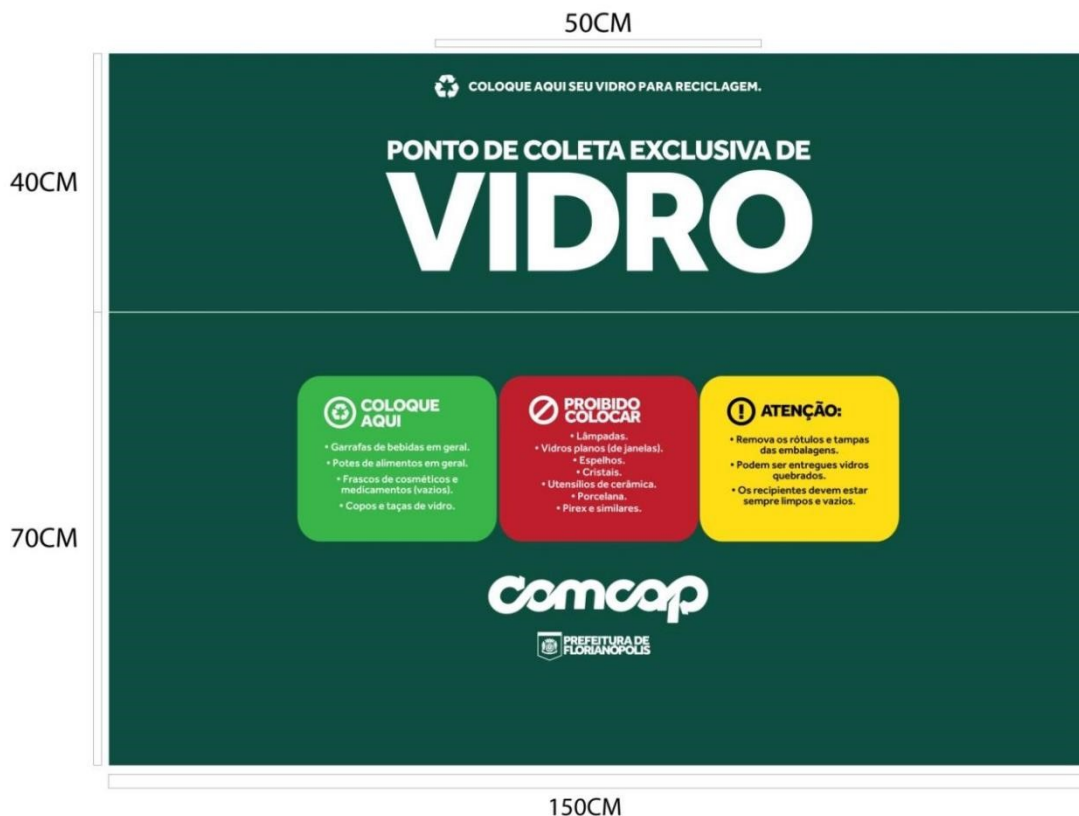 50CM
COLOQUE AQUI SEU VIDRO PARA RECICLAGEM.
40CM
PONTO DE COLETA EXCLUSIVA DE
VIDRO
COLOQUE
AQUI
• Garrafas de bebidas em geral.
• Potes de alimentos em geral.
• Frascos de cosméticos e
medicamentos (vazios).
• Copos e taças de vidro.
PROIBIDO
COLOCAR
• Lâmpadas.
• Vidros planos (de janelas).
• Espelhos.
• Cristais.
• Utensílios de cerâmica.
• Porcelana.
• Pirex e similares.
ATENÇÃO:
• Remova os rótulos e tampas
das embalagens.
• Podem ser entregues vidros
quebrados.
• Os recipientes devem estar
sempre limpos e vazios.
70CM
comcap
PREFEITURA DE
FLORIANÓPOLIS
150CM